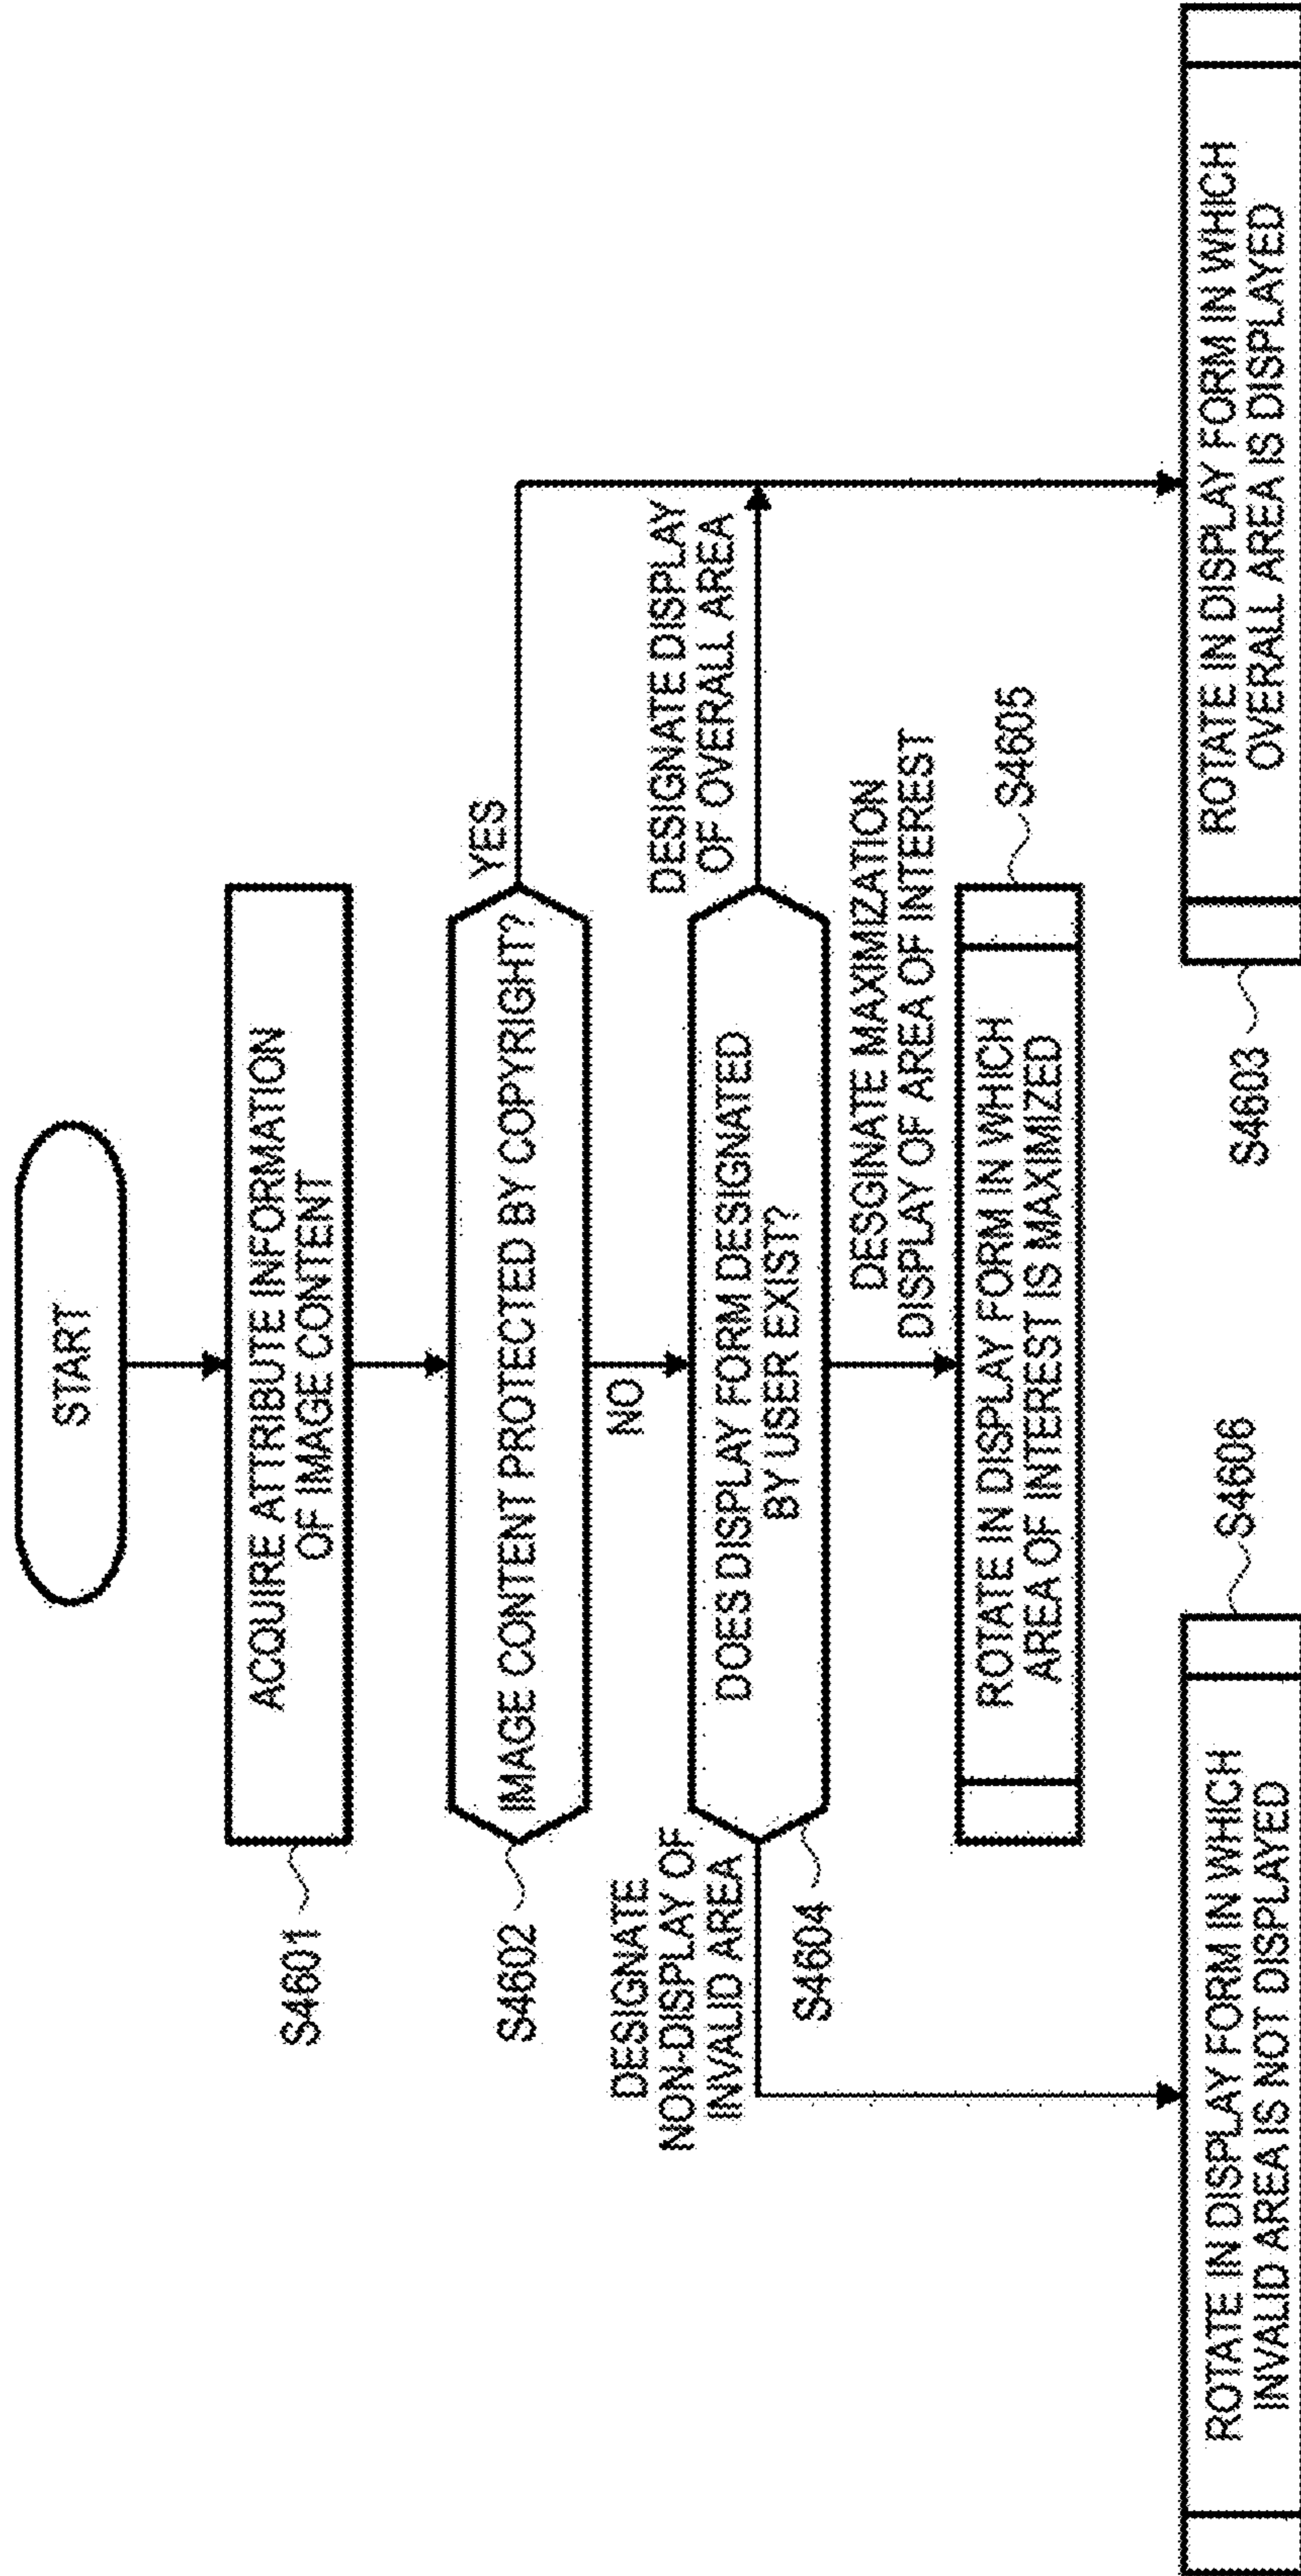 START
ACQUIRE ATTRIBUTE INFORMATION
OF IMAGE CONTENT
S4601
IMAGE CONTENT PROTECTED BY COPYRIGHT?
S4602
YES
NO
DOES DISPLAY FORM DESIGNATED
BY USER EXIST?
S4604
DESIGNATE
NON-DISPLAY OF
INVALID AREA
DESIGNATE DISPLAY
OF OVERALL AREA
DESGINATE MAXIMIZATION
DISPLAY OF AREA OF INTEREST
ROTATE IN DISPLAY FORM IN WHICH
AREA OF INTEREST IS MAXIMIZED
S4605
ROTATE IN DISPLAY FORM IN WHICH
INVALID AREA IS NOT DISPLAYED
S4606
S4603
ROTATE IN DISPLAY FORM IN WHICH
OVERALL AREA IS DISPLAYED